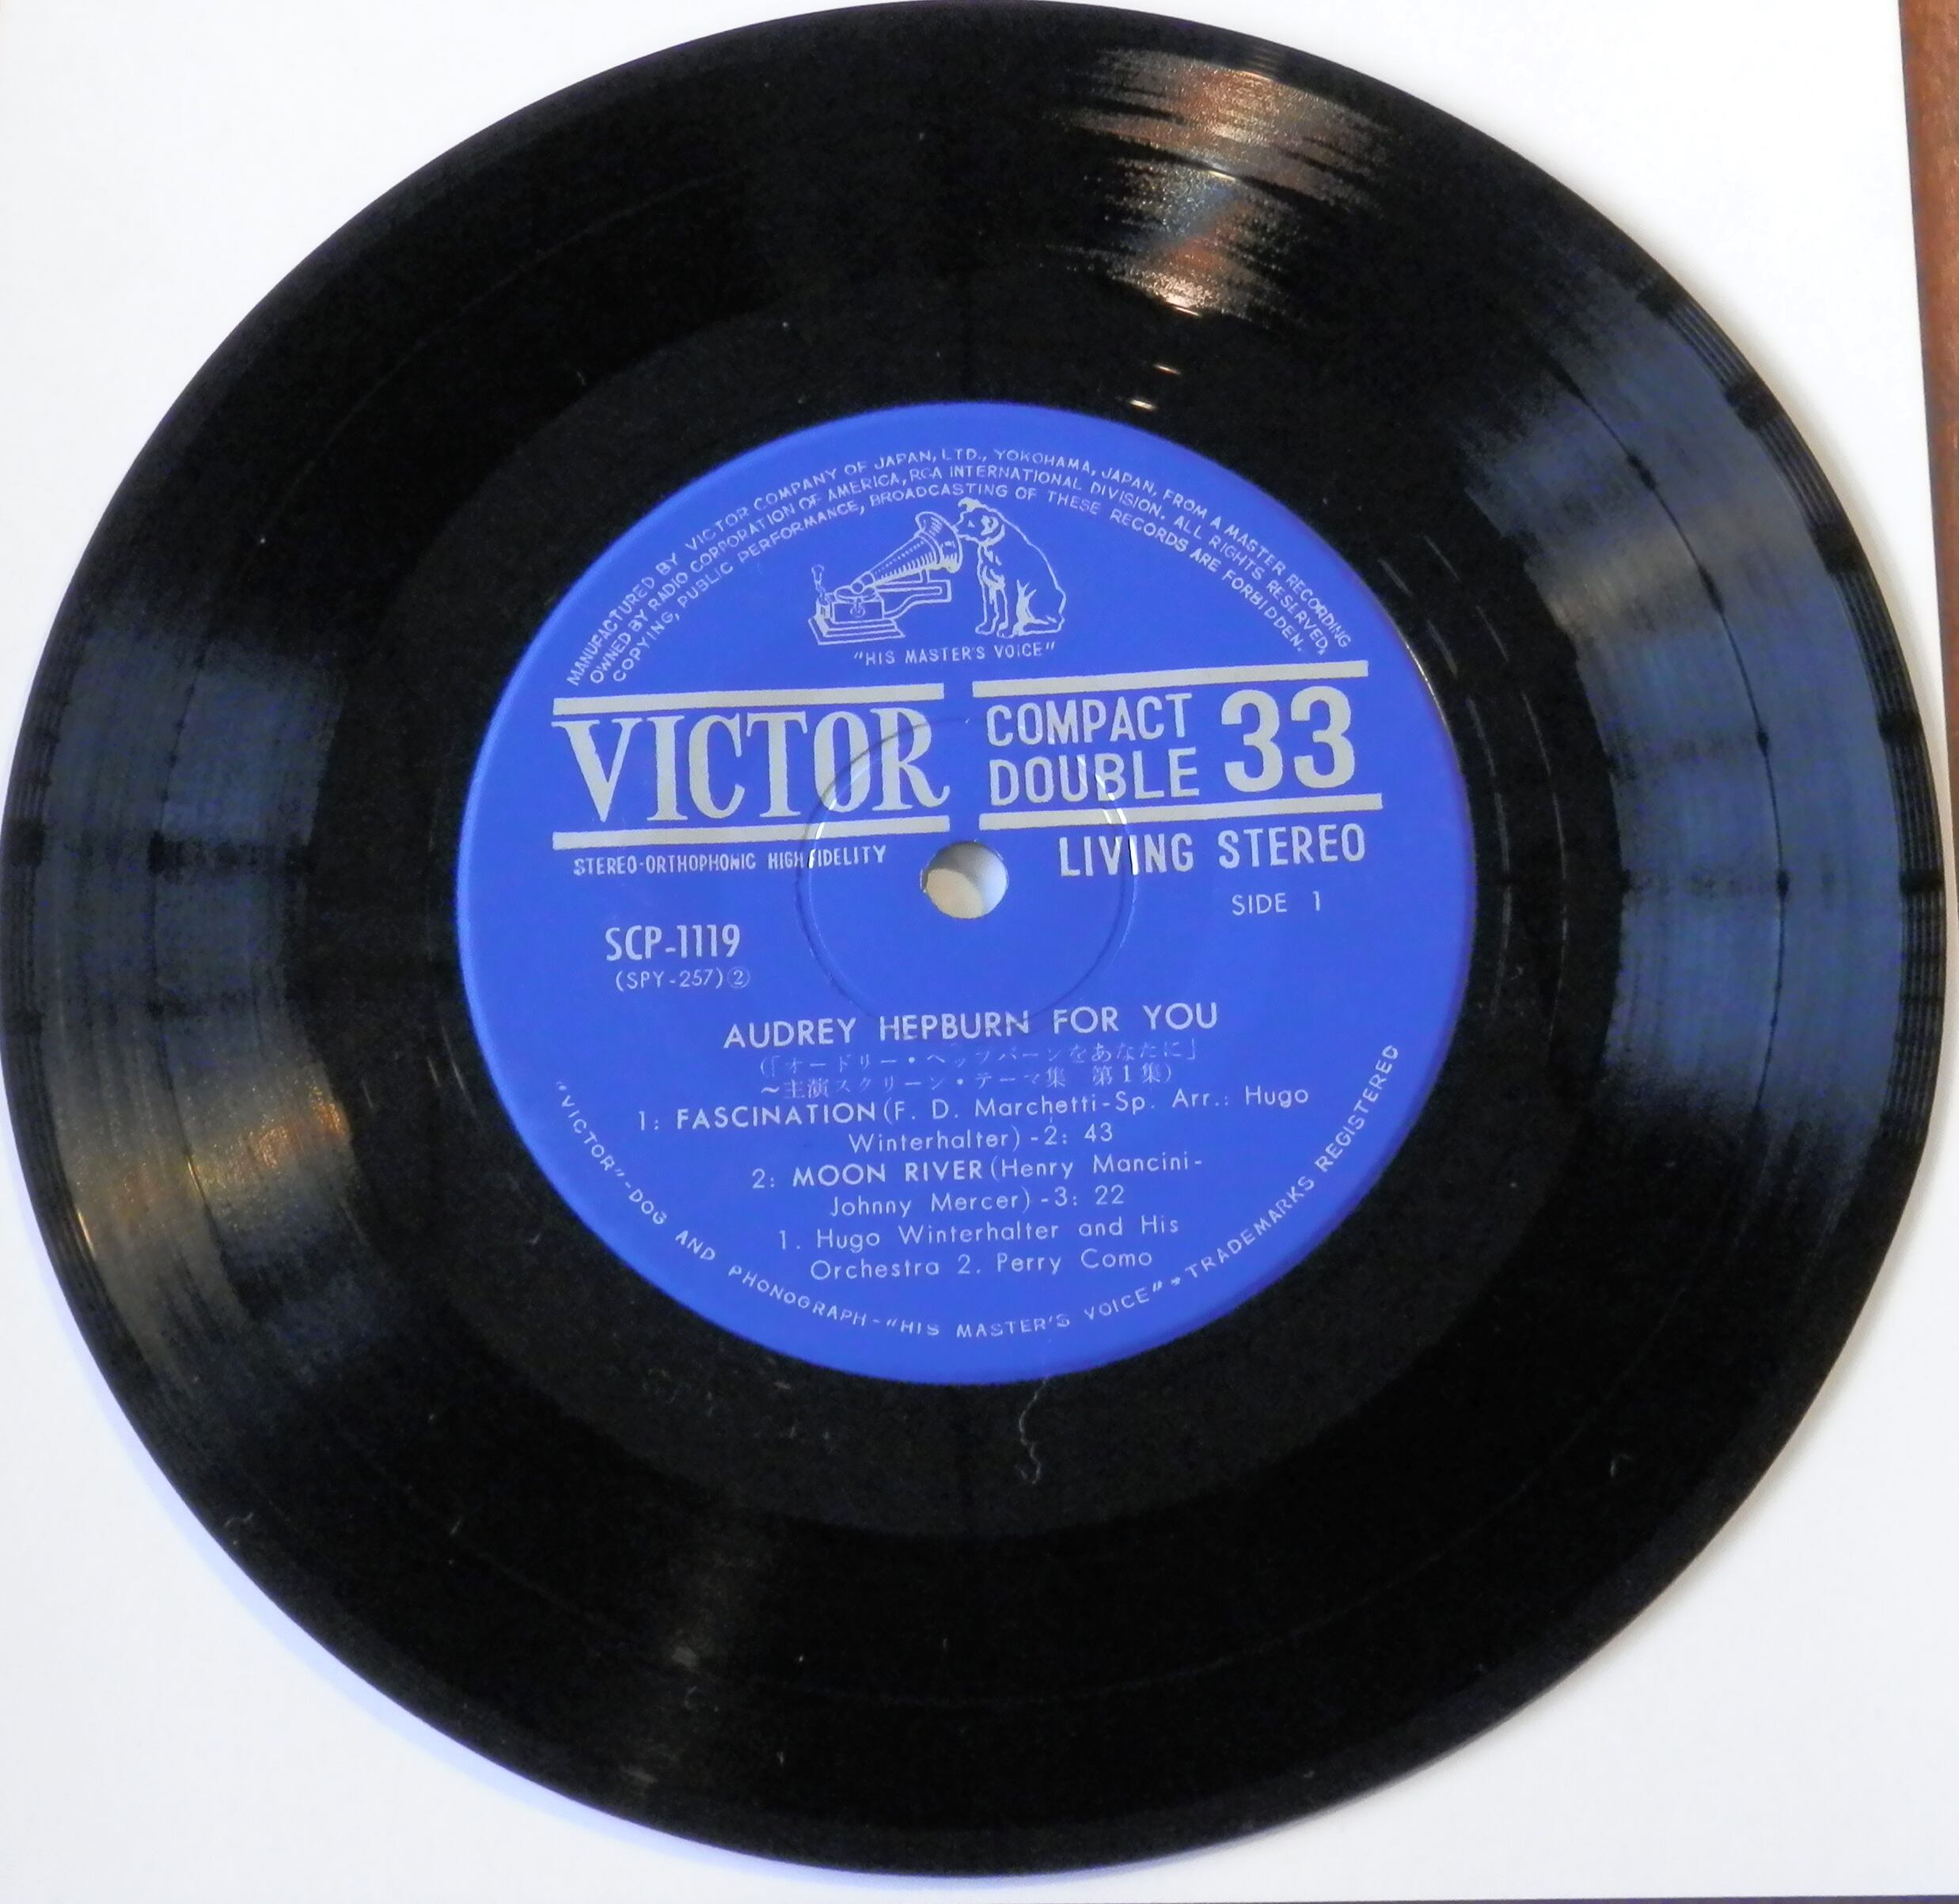 MANUFACTURED BY VICTOR COMPANY OF JAPAN, LTD., YOKOHAMA, JAPAN, FROM A MASTER RECORDING
OWNED BY RADIO CORPORATION OF AMERICA, RCA INTERNATIONAL DIVISION. ALL RIGHTS RESERVED,
COPYING, PUBLIC PERFORMANCE, BROADCASTING OF THESE RECORDS ARE FORBIDDEN.
"HIS MASTER'S VOICE"
VICTOR
COMPACT
DOUBLE 33
STEREO-ORTHOPHONIC HIGH FIDELITY
LIVING STEREO
SIDE 1
SCP-1119
(SPY-257)②
AUDREY HEPBURN FOR YOU
(「オードリー・ヘップバーンをあなたに」
~主演スクリーン・テーマ集 第1集)
1: FASCINATION (F. D. Marchetti-Sp. Arr.: Hugo
Winterhalter) -2: 43
2: MOON RIVER (Henry Mancini-
Johnny Mercer) -3: 22
1. Hugo Winterhalter and His
Orchestra 2. Perry Como
"VICTOR"-DOG AND PHONOGRAPH-"HIS MASTER'S VOICE" * TRADEMARKS REGISTERED